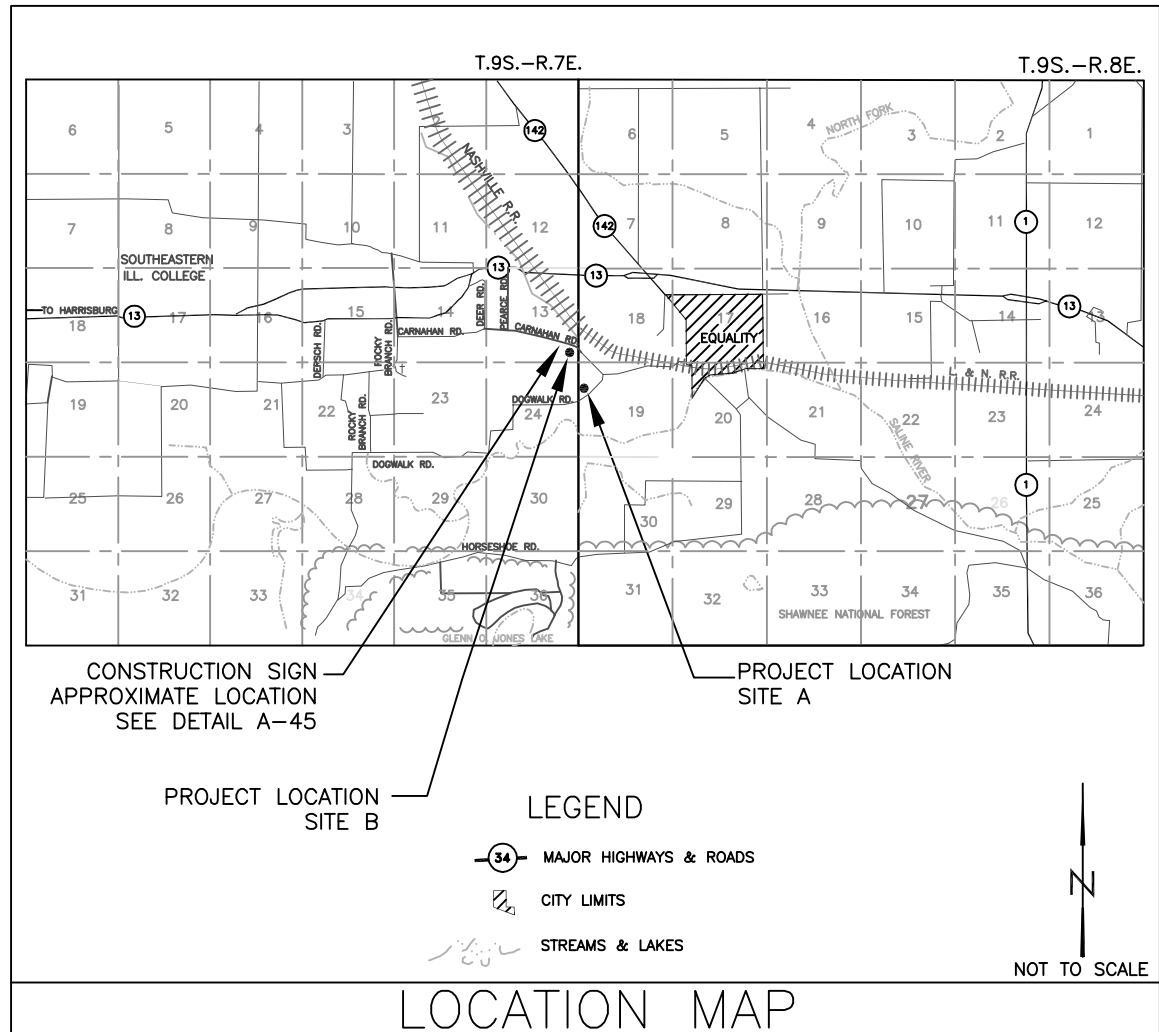 T.9S.-R.7E.
T.9S.-R.8E.
6 5 4 3
142
6 5 4 3 2 1
NORTH FORK
NASHVILLE R.R.
7 8 9 10 11 12
142
7 8 9 10 11 1 12
SOUTHEASTERN
ILL. COLLEGE
13 13 13
TO HARRISBURG 13
18 17 16 15 14 13
DEER RD.
PEARCE RD.
CARNAHAN RD.
CARNAHAN RD.
DERSCH RD.
ROCKY
BRANCH RD.
18 17 16 15 14 13
EQUALITY
L. & N. R.R.
19 20 21 22 23 24
ROCKY
BRANCH RD.
DOGWALK RD.
19 20 21 22 23 24
SALINE RIVER
DOGWALK RD.
25 26 27 28 29 30
30 29 28 27 26 1 25
HORSESHOE RD.
31 32 33 34 35 36
31 32 33 34 35 36
GLENN O. JONES LAKE
SHAWNEE NATIONAL FOREST
CONSTRUCTION SIGN
APPROXIMATE LOCATION
SEE DETAIL A-45
PROJECT LOCATION
SITE A
PROJECT LOCATION
SITE B
LEGEND
34 MAJOR HIGHWAYS & ROADS
CITY LIMITS
STREAMS & LAKES
N
NOT TO SCALE
LOCATION MAP